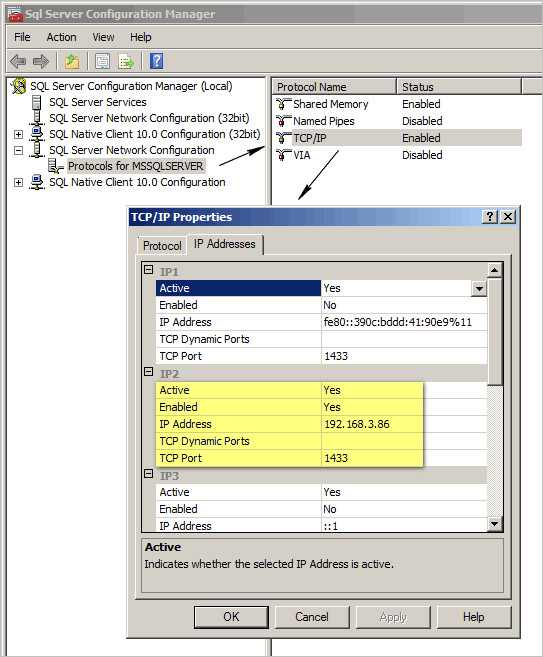 Sql Server Configuration Manager
File Action View Help
SQL Server Configuration Manager (Local)
SQL Server Services
SQL Server Network Configuration (32bit)
SQL Native Client 10.0 Configuration (32bit)
SQL Server Network Configuration
Protocols for MSSQLSERVER
SQL Native Client 10.0 Configuration
Protocol Name Status
Shared Memory Enabled
Named Pipes Disabled
TCP/IP Enabled
VIA Disabled
TCP/IP Properties
Protocol IP Addresses
IP1
Active Yes
Enabled No
IP Address fe80::390c:bddd:41:90e9%11
TCP Dynamic Ports
TCP Port 1433
IP2
Active Yes
Enabled Yes
IP Address 192.168.3.86
TCP Dynamic Ports
TCP Port 1433
IP3
Active Yes
Enabled No
IP Address ::1
Active
Indicates whether the selected IP Address is active.
OK Cancel Apply Help